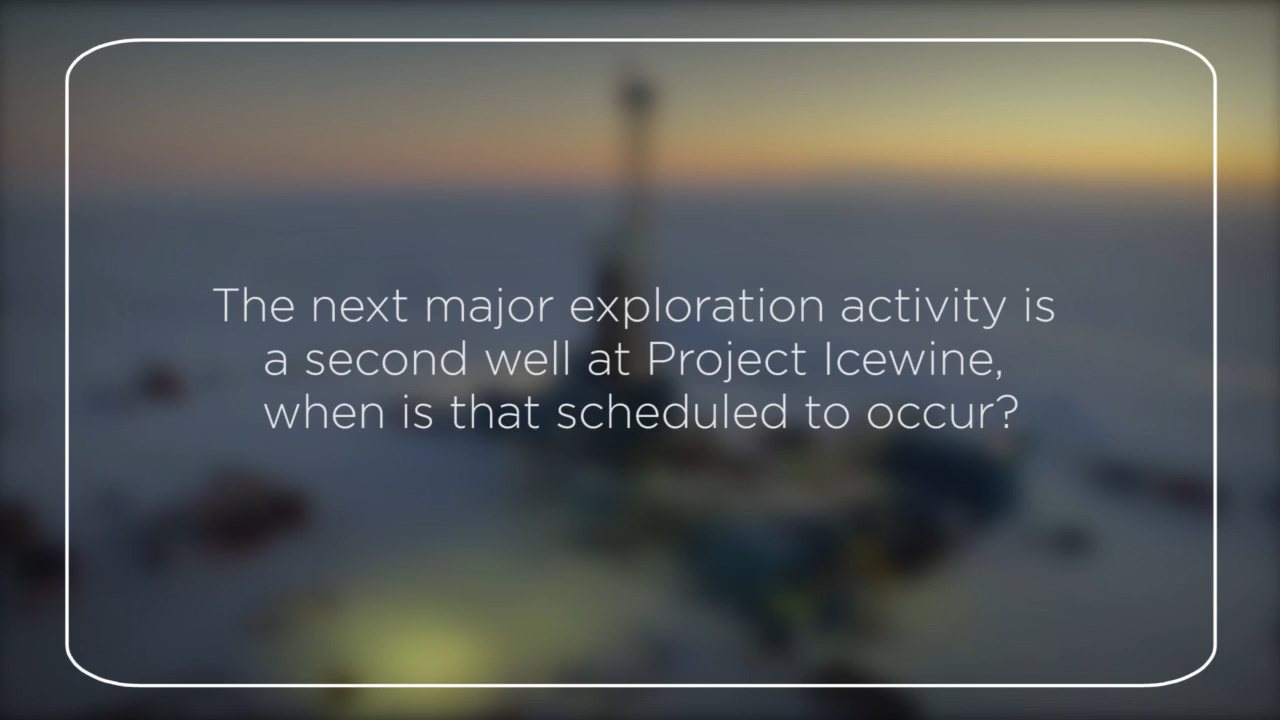 The next major exploration activity is
a second well at Project Icewine,
when is that scheduled to occur?